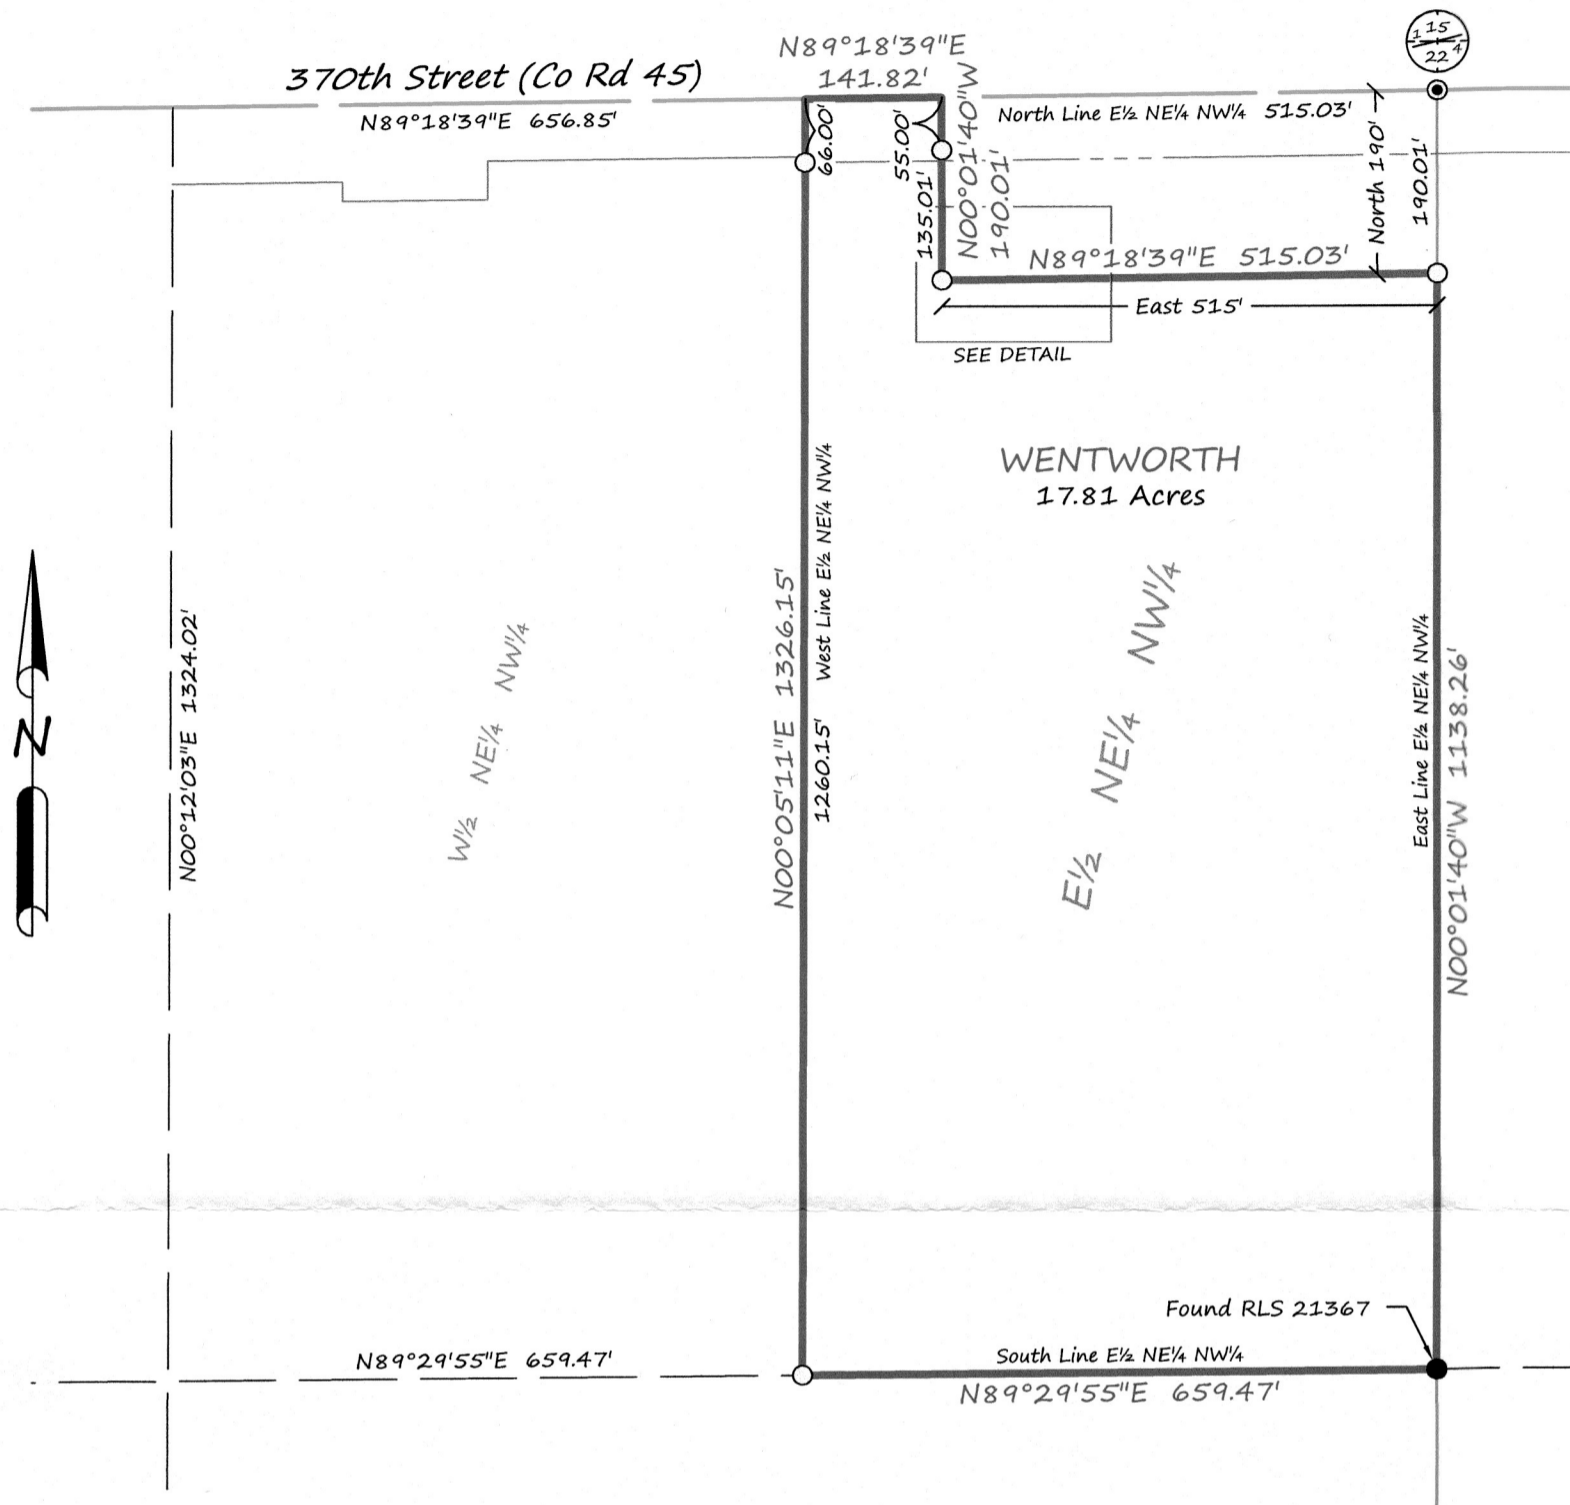 N89°18'39"E
141.82'
370th Street (Co Rd 45)
N89°18'39"E 656.85'
1 15
22 4
North Line E½ NE¼ NW¼ 515.03'
66.00'
55.00'
N00°01'40"W
190.01'
135.01'
North 190'
190.01'
N89°18'39"E 515.03'
East 515'
SEE DETAIL
WENTWORTH
17.81 Acres
N
N00°12'03"E 1324.02'
W½ NE¼ NW¼
N00°05'11"E 1326.15'
West Line E½ NE¼ NW¼
1260.15'
E½ NE¼ NW¼
East Line E½ NE¼ NW¼
N00°01'40"W 1138.26'
Found RLS 21367
N89°29'55"E 659.47'
South Line E½ NE¼ NW¼
N89°29'55"E 659.47'